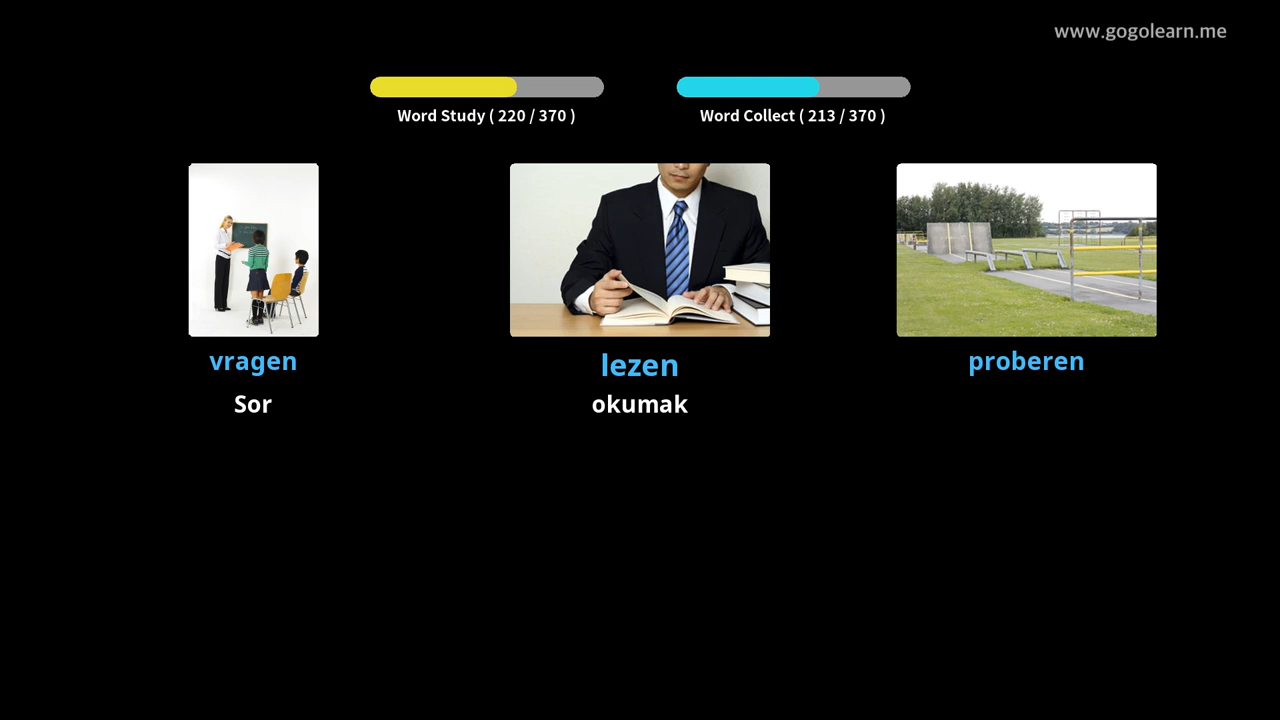 www.gogolearn.me
Word Study ( 220 / 370 )
Word Collect ( 213 / 370 )
vragen
lezen
proberen
Sor
okumak